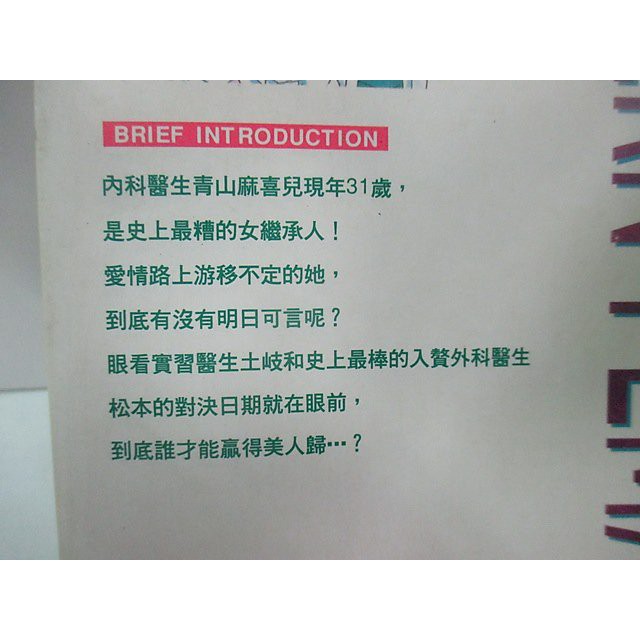 BRIEF INTRODUCTION
內科醫生青山麻喜兒現年31歲，
是史上最糟的女繼承人！
愛情路上游移不定的她，
到底有沒有明日可言呢？
眼看實習醫生土岐和史上最棒的入贅外科醫生
松本的對決日期就在眼前，
到底誰才能贏得美人歸…？